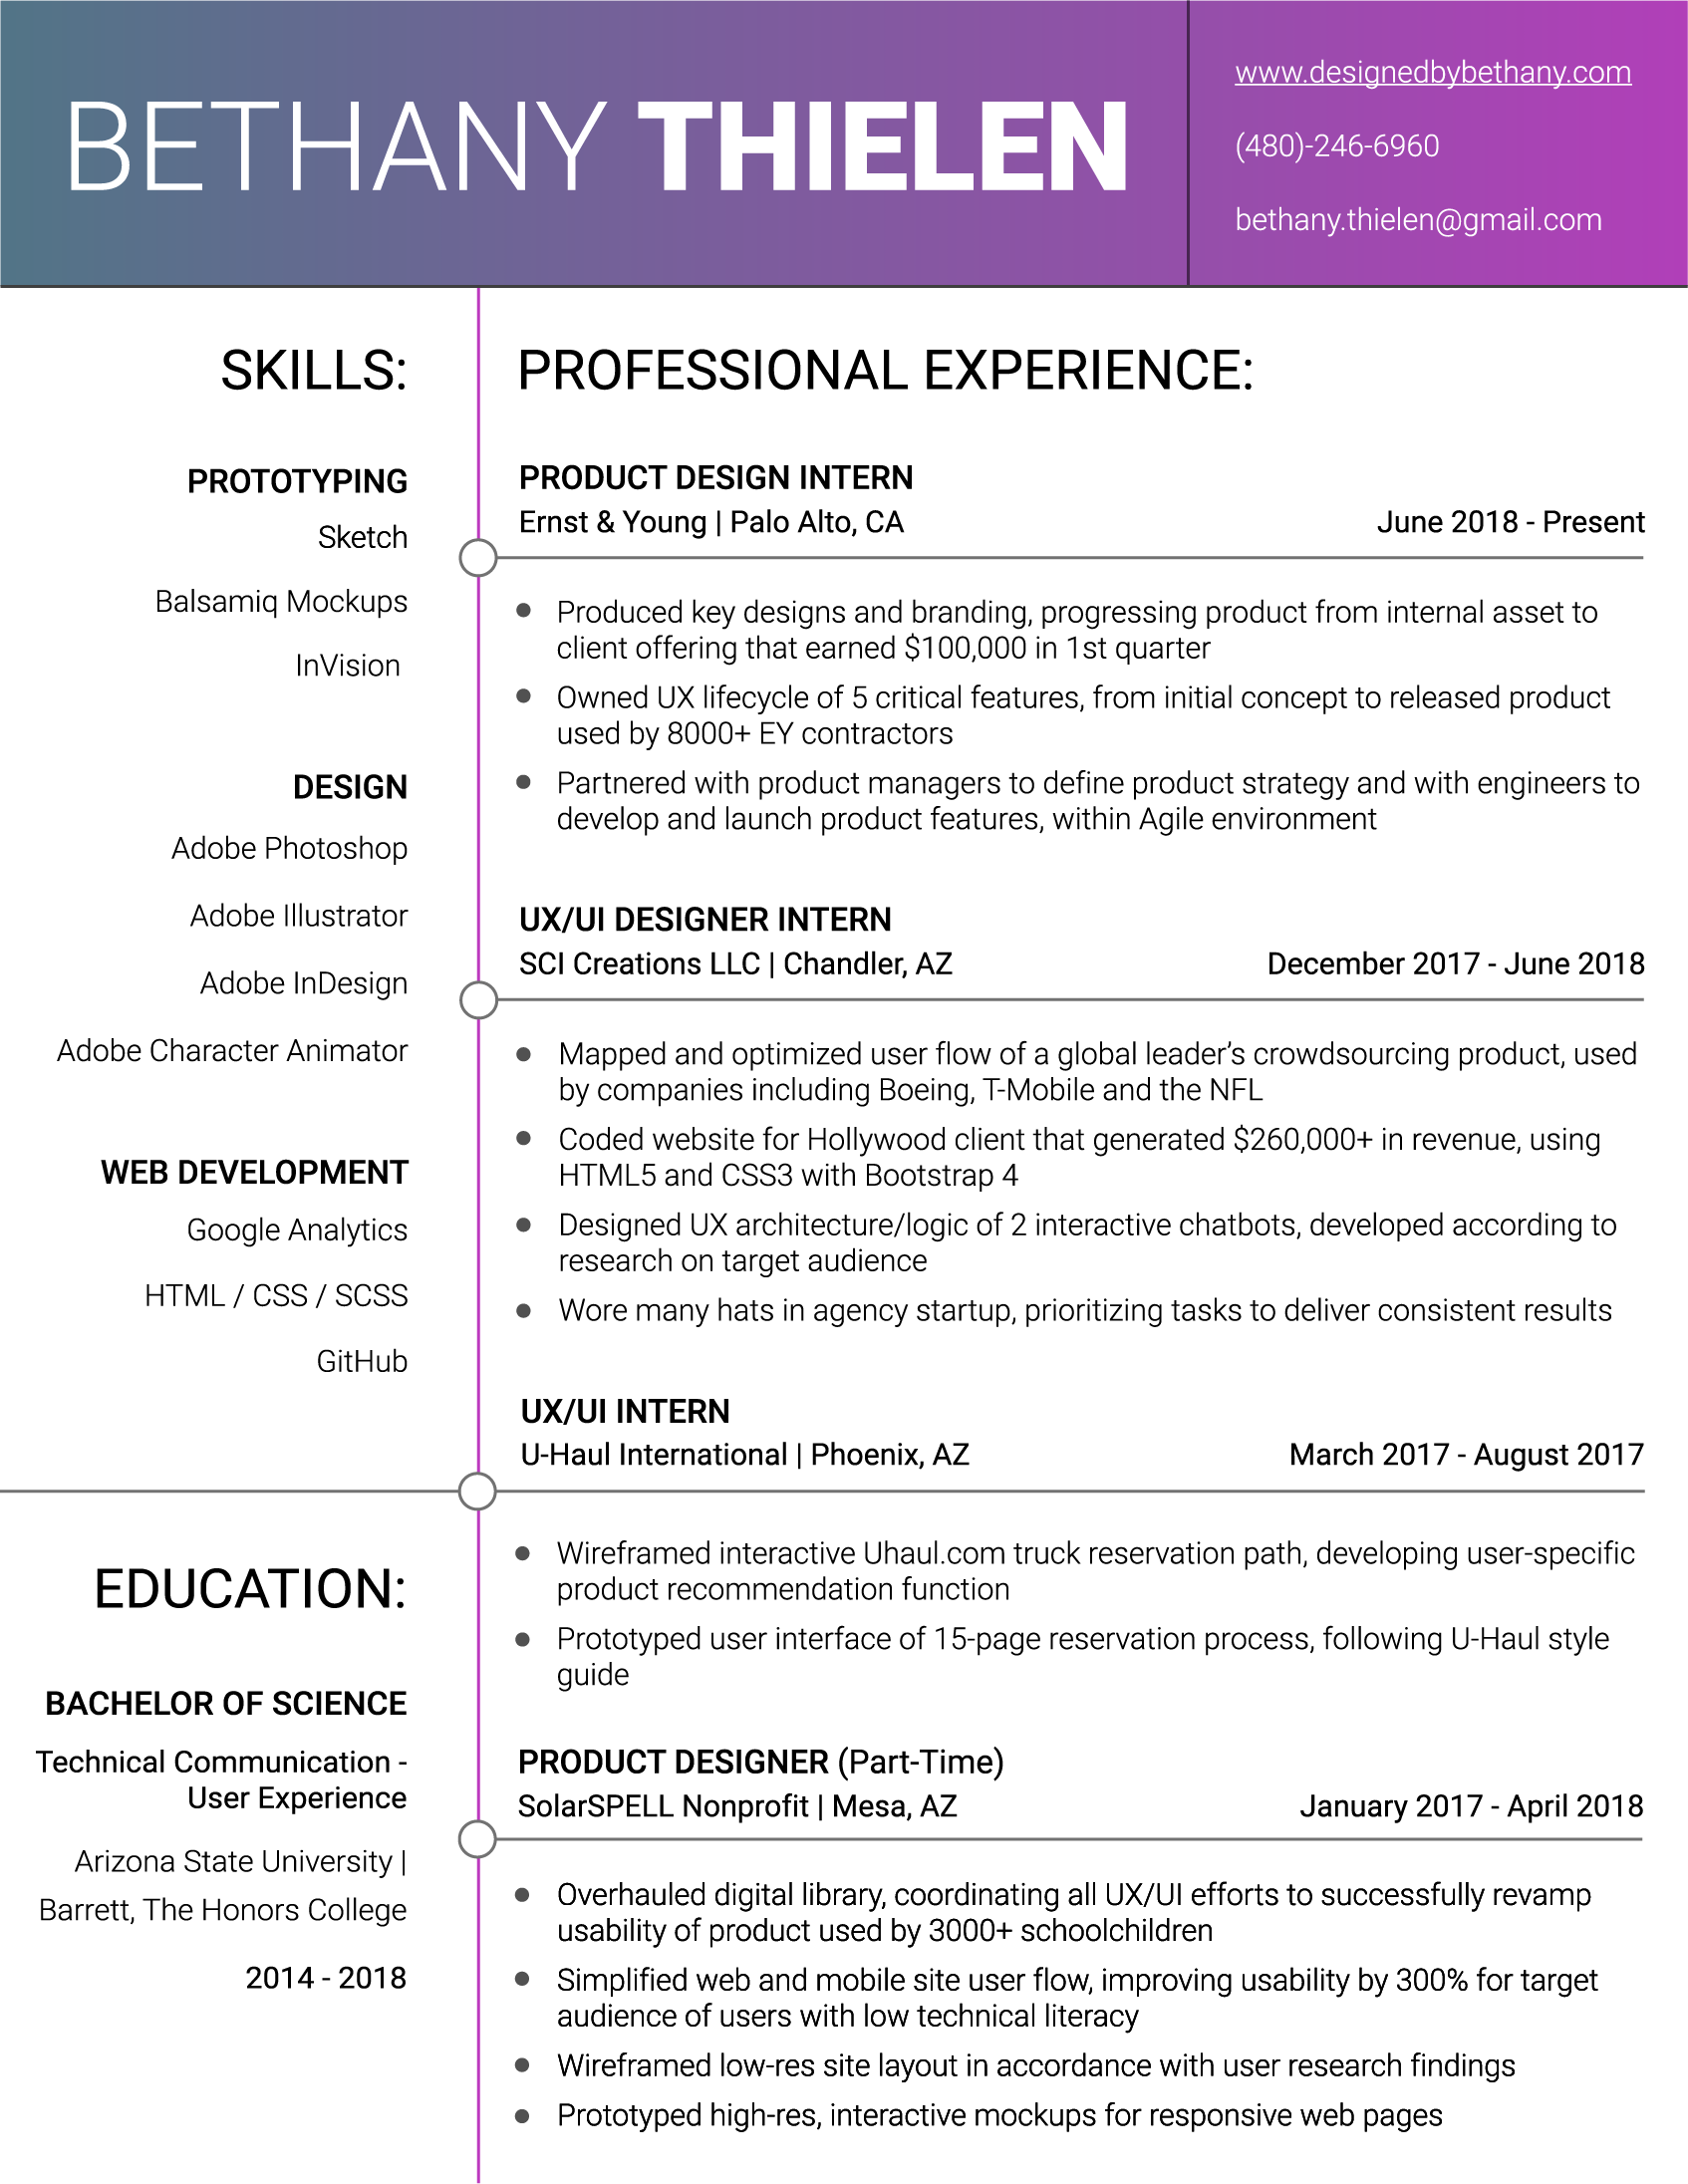 BETHANY THIELEN
www.designedbybethany.com
(480)-246-6960
bethany.thielen@gmail.com
SKILLS:
PROTOTYPING
Sketch
Balsamiq Mockups
InVision
DESIGN
Adobe Photoshop
Adobe Illustrator
Adobe InDesign
Adobe Character Animator
WEB DEVELOPMENT
Google Analytics
HTML / CSS / SCSS
GitHub
EDUCATION:
BACHELOR OF SCIENCE
Technical Communication -
User Experience
Arizona State University |
Barrett, The Honors College
2014 - 2018
PROFESSIONAL EXPERIENCE:
PRODUCT DESIGN INTERN
Ernst & Young | Palo Alto, CA June 2018 - Present
● Produced key designs and branding, progressing product from internal asset to
client offering that earned $100,000 in 1st quarter
● Owned UX lifecycle of 5 critical features, from initial concept to released product
used by 8000+ EY contractors
● Partnered with product managers to define product strategy and with engineers to
develop and launch product features, within Agile environment
UX/UI DESIGNER INTERN
SCI Creations LLC | Chandler, AZ December 2017 - June 2018
● Mapped and optimized user flow of a global leader’s crowdsourcing product, used
by companies including Boeing, T-Mobile and the NFL
● Coded website for Hollywood client that generated $260,000+ in revenue, using
HTML5 and CSS3 with Bootstrap 4
● Designed UX architecture/logic of 2 interactive chatbots, developed according to
research on target audience
● Wore many hats in agency startup, prioritizing tasks to deliver consistent results
UX/UI INTERN
U-Haul International | Phoenix, AZ March 2017 - August 2017
● Wireframed interactive Uhaul.com truck reservation path, developing user-specific
product recommendation function
● Prototyped user interface of 15-page reservation process, following U-Haul style
guide
PRODUCT DESIGNER (Part-Time)
SolarSPELL Nonprofit | Mesa, AZ January 2017 - April 2018
● Overhauled digital library, coordinating all UX/UI efforts to successfully revamp
usability of product used by 3000+ schoolchildren
● Simplified web and mobile site user flow, improving usability by 300% for target
audience of users with low technical literacy
● Wireframed low-res site layout in accordance with user research findings
● Prototyped high-res, interactive mockups for responsive web pages